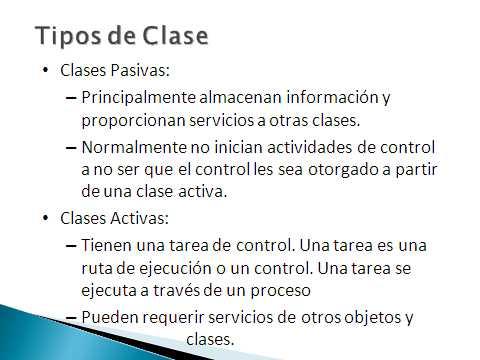 Tipos de Clase
• Clases Pasivas:
– Principalmente almacenan información y
proporcionan servicios a otras clases.
– Normalmente no inician actividades de control
a no ser que el control les sea otorgado a partir
de una clase activa.
• Clases Activas:
– Tienen una tarea de control. Una tarea es una
ruta de ejecución o un control. Una tarea se
ejecuta a través de un proceso
– Pueden requerir servicios de otros objetos y
clases.